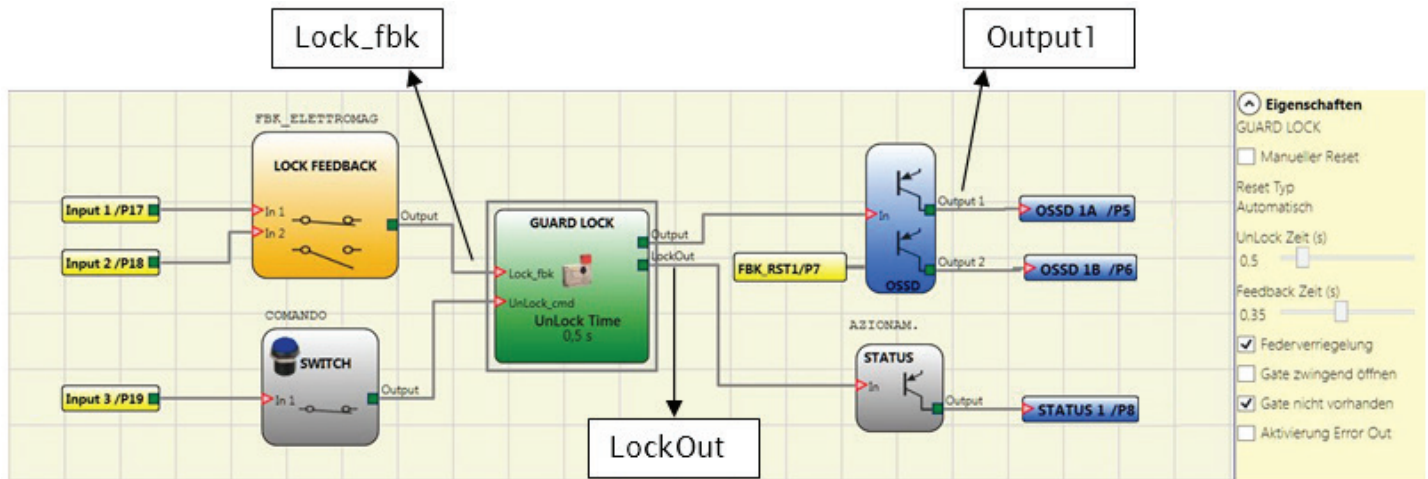 Lock_fbk
Output1
FBK_ELETTROMAG
LOCK FEEDBACK
Input 1 /P17
In 1
Input 2 /P18
In 2
Output
GUARD LOCK
Output
LockOut
Lock_fbk
UnLock_cmd
UnLock Time
0,5 s
COMANDO
SWITCH
Input 3 /P19
In 1
Output
FBK_RST1/P7
In
Output 1
Output 2
OSSD
OSSD 1A /P5
OSSD 1B /P6
AZIONAM.
STATUS
In
Output
STATUS 1 /P8
LockOut
Eigenschaften
GUARD LOCK
Manueller Reset
Reset Typ
Automatisch
UnLock Zeit (s)
0,5
Feedback Zeit (s)
0,35
Federverriegelung
Gate zwingend öffnen
Gate nicht vorhanden
Aktivierung Error Out